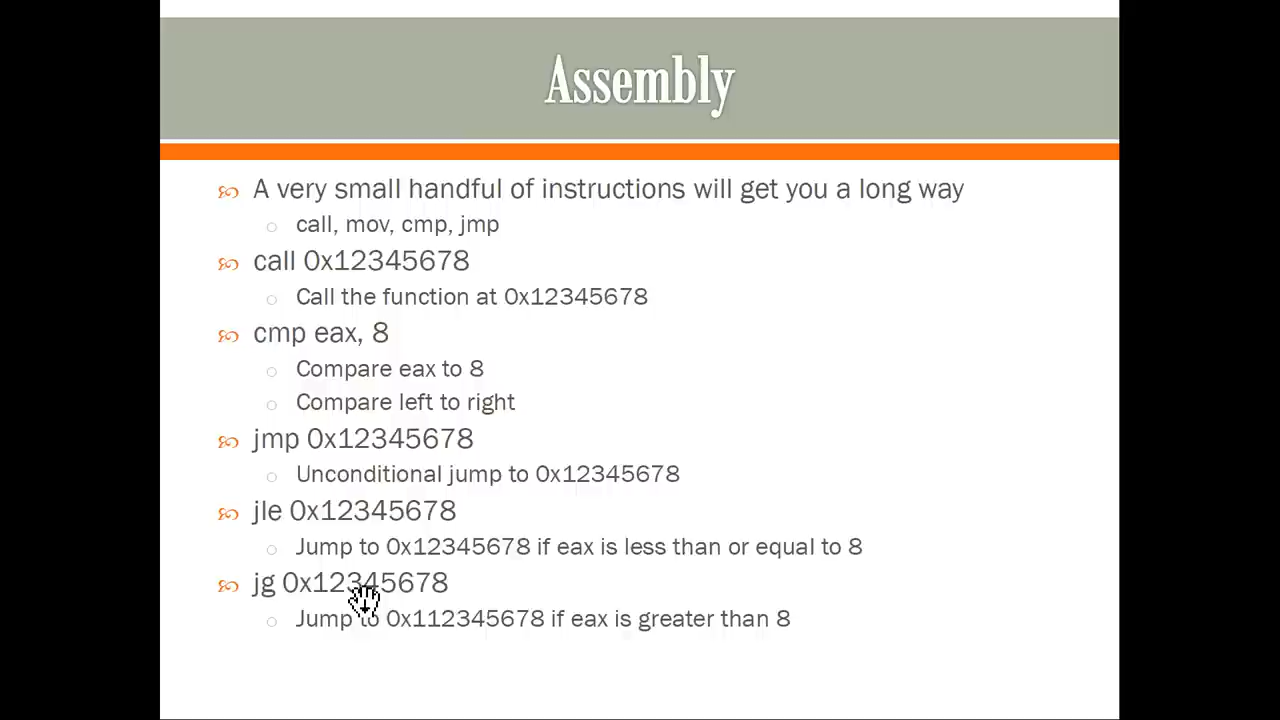 Assembly
A very small handful of instructions will get you a long way
call, mov, cmp, jmp
call 0x12345678
Call the function at 0x12345678
cmp eax, 8
Compare eax to 8
Compare left to right
jmp 0x12345678
Unconditional jump to 0x12345678
jle 0x12345678
Jump to 0x12345678 if eax is less than or equal to 8
jg 0x12345678
Jump to 0x112345678 if eax is greater than 8